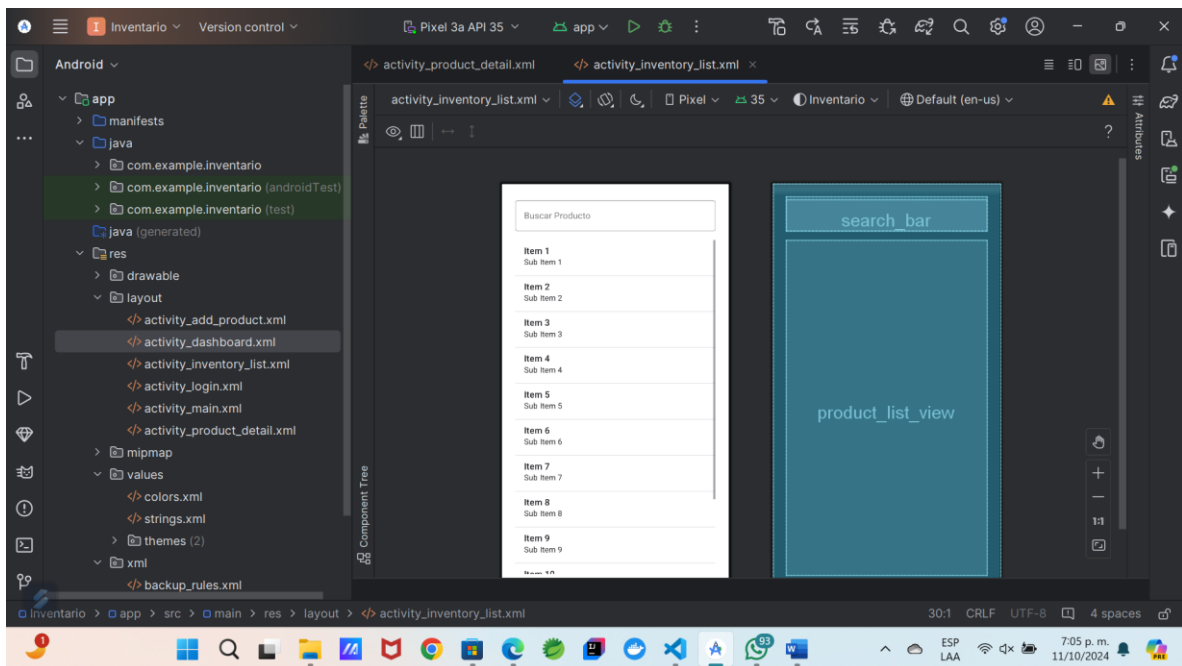 I Inventario Version control Pixel 3a API 35 app
Android
activity_product_detail.xml activity_inventory_list.xml
app
manifests
java
com.example.inventario
com.example.inventario (androidTest)
com.example.inventario (test)
java (generated)
res
drawable
layout
activity_add_product.xml
activity_dashboard.xml
activity_inventory_list.xml
activity_login.xml
activity_main.xml
activity_product_detail.xml
mipmap
values
colors.xml
strings.xml
themes (2)
xml
backup_rules.xml
Palette
Component Tree
activity_inventory_list.xml Pixel 35 Inventario Default (en-us)
?
Attributes
Buscar Producto
Item 1
Sub Item 1
Item 2
Sub Item 2
Item 3
Sub Item 3
Item 4
Sub Item 4
Item 5
Sub Item 5
Item 6
Sub Item 6
Item 7
Sub Item 7
Item 8
Sub Item 8
Item 9
Sub Item 9
Item 10
search_bar
product_list_view
1:1
Inventario > app > src > main > res > layout > activity_inventory_list.xml
30:1 CRLF UTF-8 4 spaces
1
93
ESP
LAA
7:05 p. m.
11/10/2024
PRE